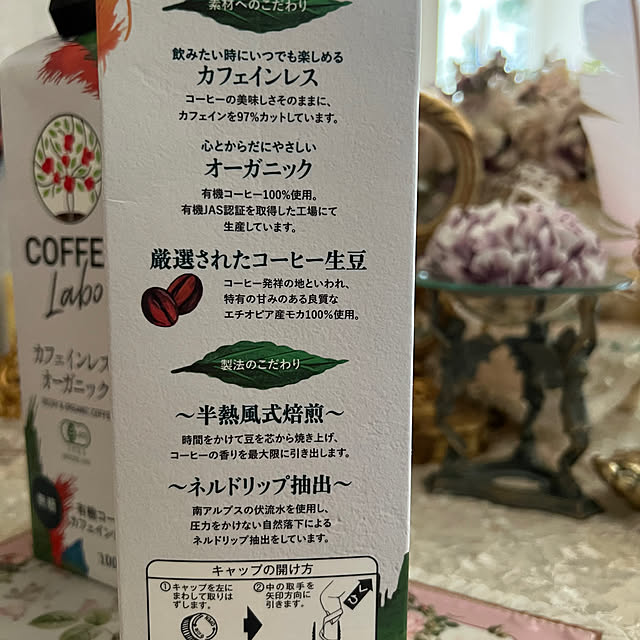 素材へのこだわり
飲みたい時にいつでも楽しめる
カフェインレス
コーヒーの美味しさそのままに、
カフェインを97%カットしています。
心とからだにやさしい
オーガニック
有機コーヒー100%使用。
有機JAS認証を取得した工場にて
生産しています。
厳選されたコーヒー生豆
コーヒー発祥の地といわれ、
特有の甘みのある良質な
エチオピア産モカ100%使用。
製法のこだわり
〜半熱風式焙煎〜
時間をかけて豆を芯から焼き上げ、
コーヒーの香りを最大限に引き出します。
〜ネルドリップ抽出〜
南アルプスの伏流水を使用し、
圧力をかけない自然落下による
ネルドリップ抽出をしています。
キャップの開け方
①キャップを左に
まわして取りは
ずします。
②中の取手を
矢印方向に
引きます。
ひく
COFFE
Labo
カフェインレス
オーガニック
有機コー
カフェイン